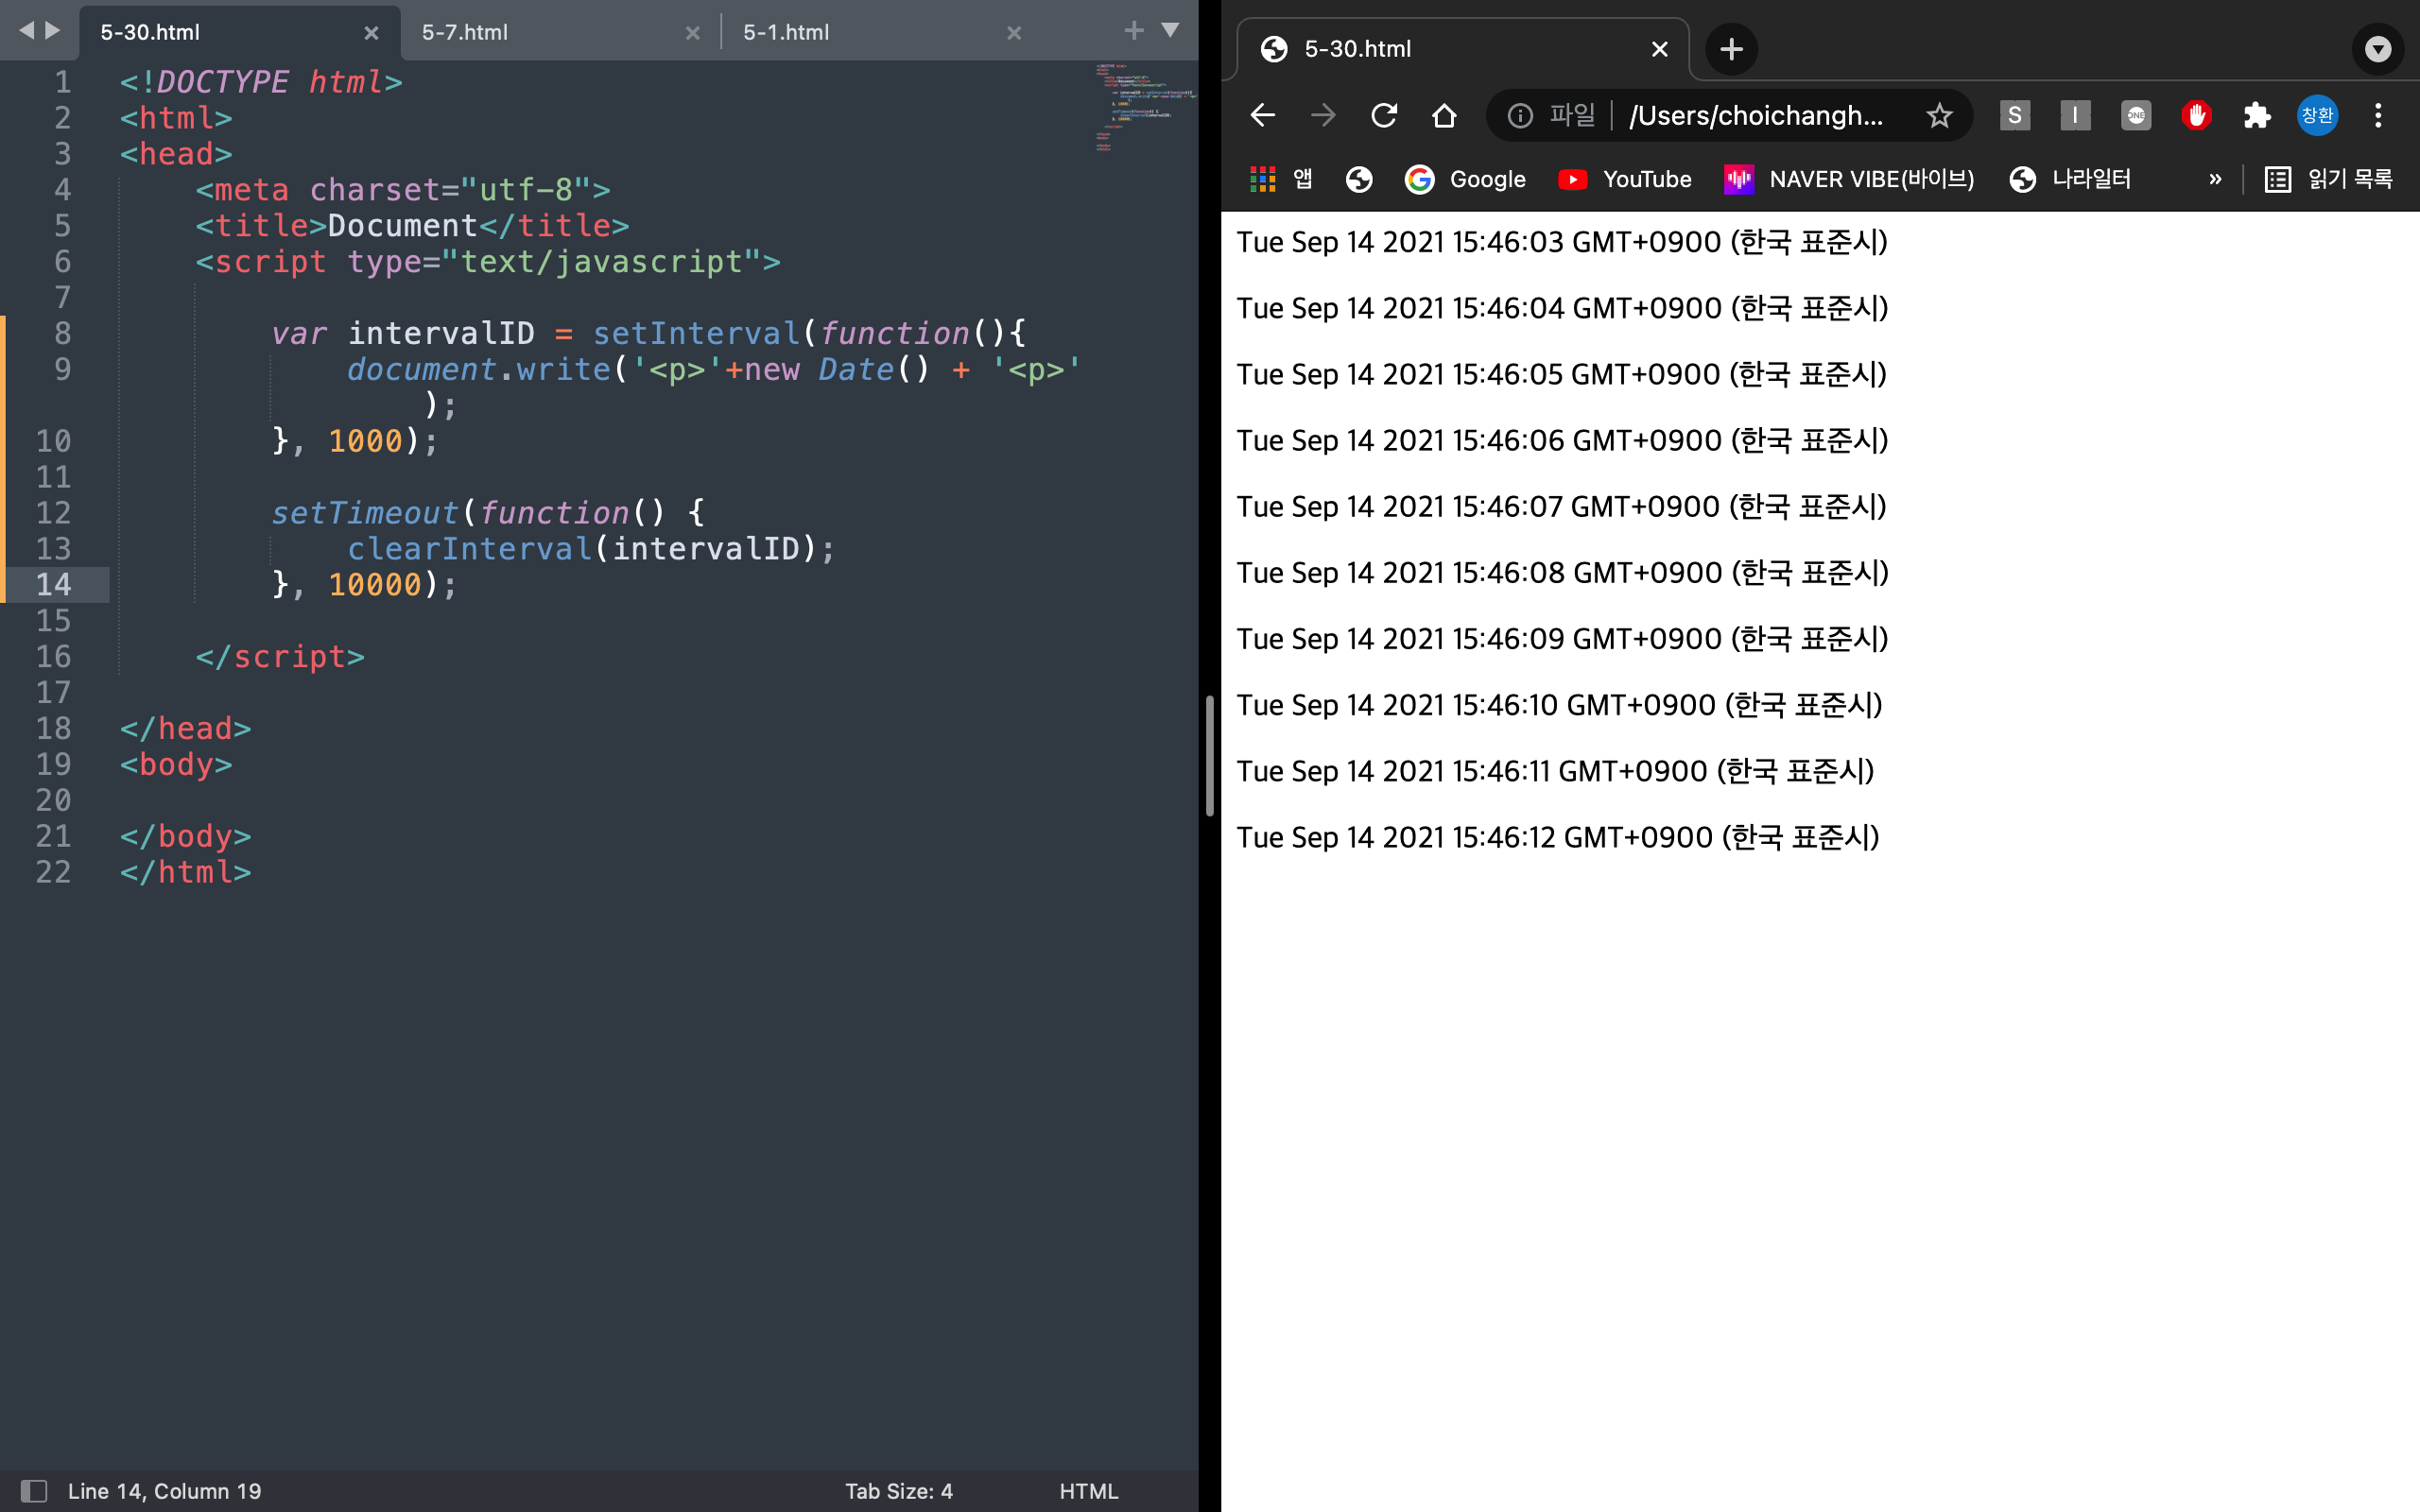 5-30.html
5-7.html
5-1.html
1 <!DOCTYPE html>
2 <html>
3 <head>
4 <meta charset="utf-8">
5 <title>Document</title>
6 <script type="text/javascript">
7
8 var intervalID = setInterval(function(){
9 document.write('<p>'+new Date() + '<p>'
);
10 }, 1000);
11
12 setTimeout(function() {
13 clearInterval(intervalID);
14 }, 10000);
15
16 </script>
17
18 </head>
19 <body>
20
21 </body>
22 </html>
Line 14, Column 19
Tab Size: 4
HTML
5-30.html
파일 /Users/choichangh...
S
I
ONE
창환
앱
Google
YouTube
NAVER VIBE(바이브)
나라일터
»
읽기 목록
Tue Sep 14 2021 15:46:03 GMT+0900 (한국 표준시)
Tue Sep 14 2021 15:46:04 GMT+0900 (한국 표준시)
Tue Sep 14 2021 15:46:05 GMT+0900 (한국 표준시)
Tue Sep 14 2021 15:46:06 GMT+0900 (한국 표준시)
Tue Sep 14 2021 15:46:07 GMT+0900 (한국 표준시)
Tue Sep 14 2021 15:46:08 GMT+0900 (한국 표준시)
Tue Sep 14 2021 15:46:09 GMT+0900 (한국 표준시)
Tue Sep 14 2021 15:46:10 GMT+0900 (한국 표준시)
Tue Sep 14 2021 15:46:11 GMT+0900 (한국 표준시)
Tue Sep 14 2021 15:46:12 GMT+0900 (한국 표준시)